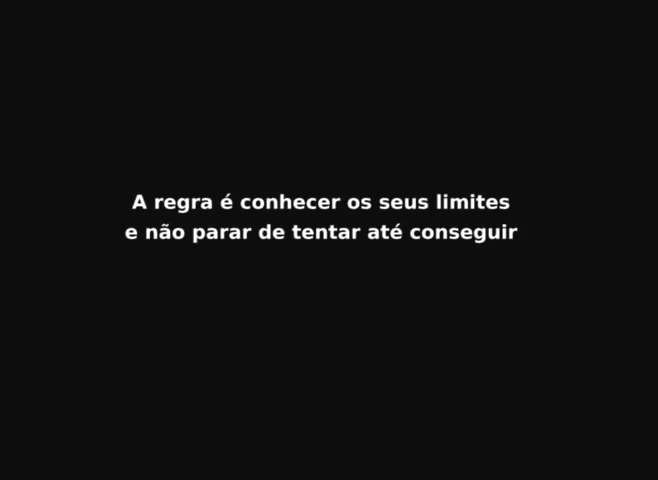 A regra é conhecer os seus limites
e não parar de tentar até conseguir